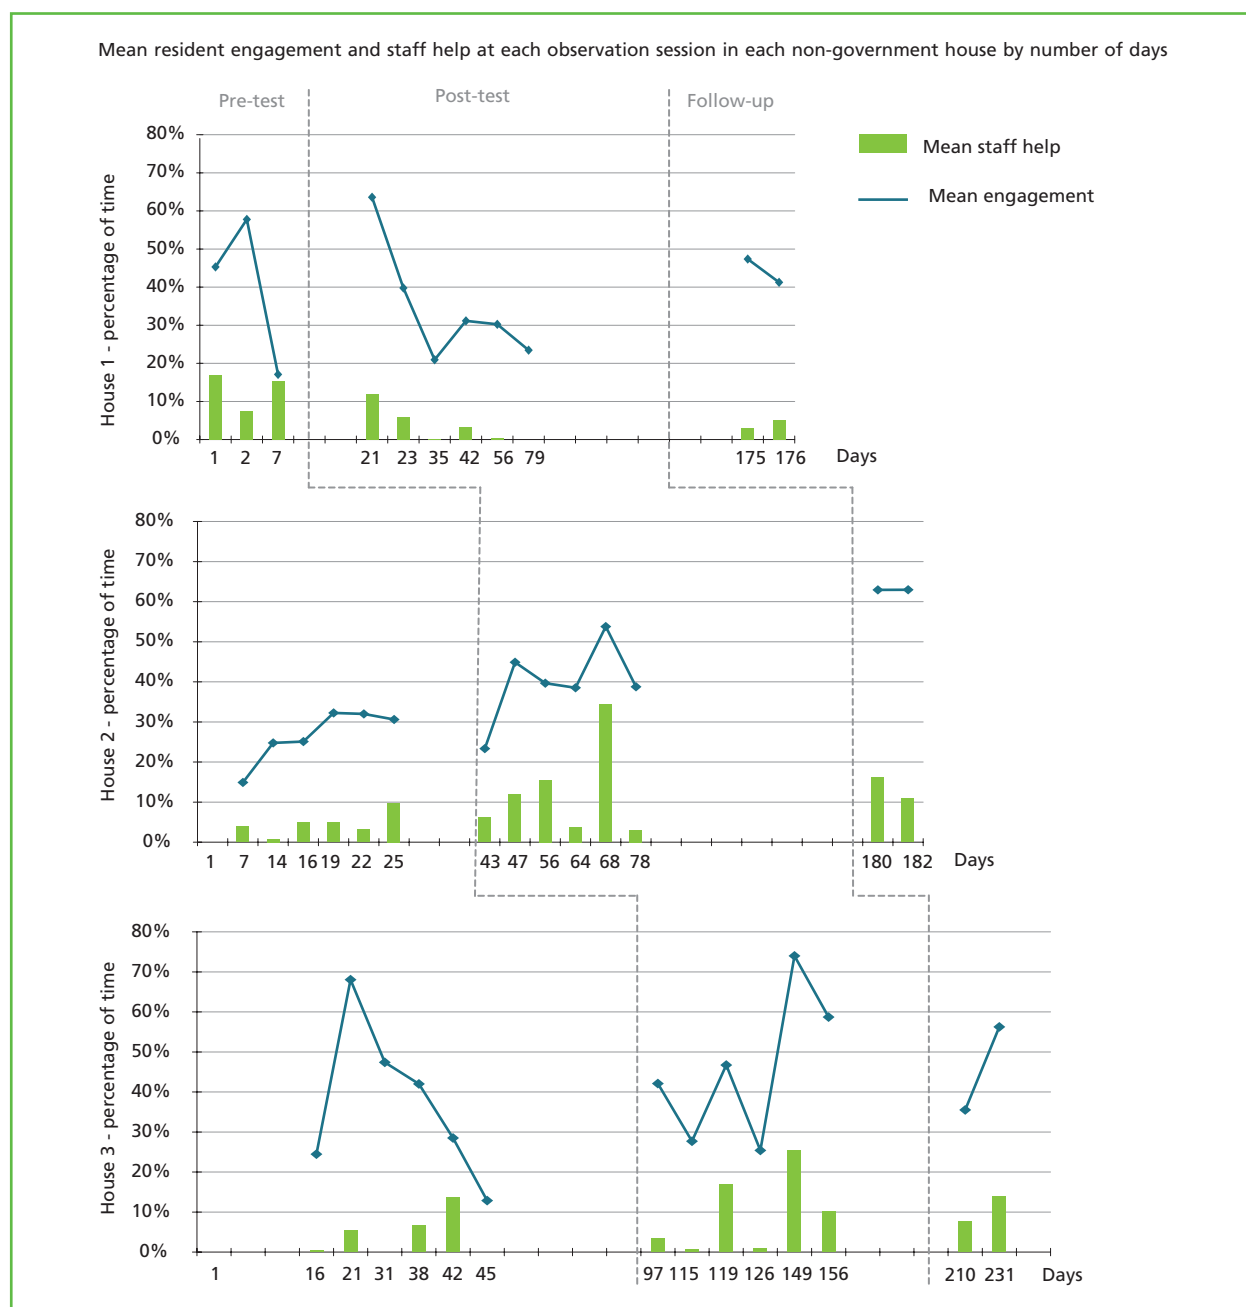 Mean resident engagement and staff help at each observation session in each non-government house by number of days
Pre-test
Post-test
Follow-up
Mean staff help
Mean engagement
House 1 - percentage of time
80%
70%
60%
50%
40%
30%
20%
10%
0%
1 2 7 21 23 35 42 56 79 175 176 Days
House 2 - percentage of time
80%
70%
60%
50%
40%
30%
20%
10%
0%
1 7 14 16 19 22 25 43 47 56 64 68 78 180 182 Days
House 3 - percentage of time
80%
70%
60%
50%
40%
30%
20%
10%
0%
1 16 21 31 38 42 45 97 115 119 126 149 156 210 231 Days